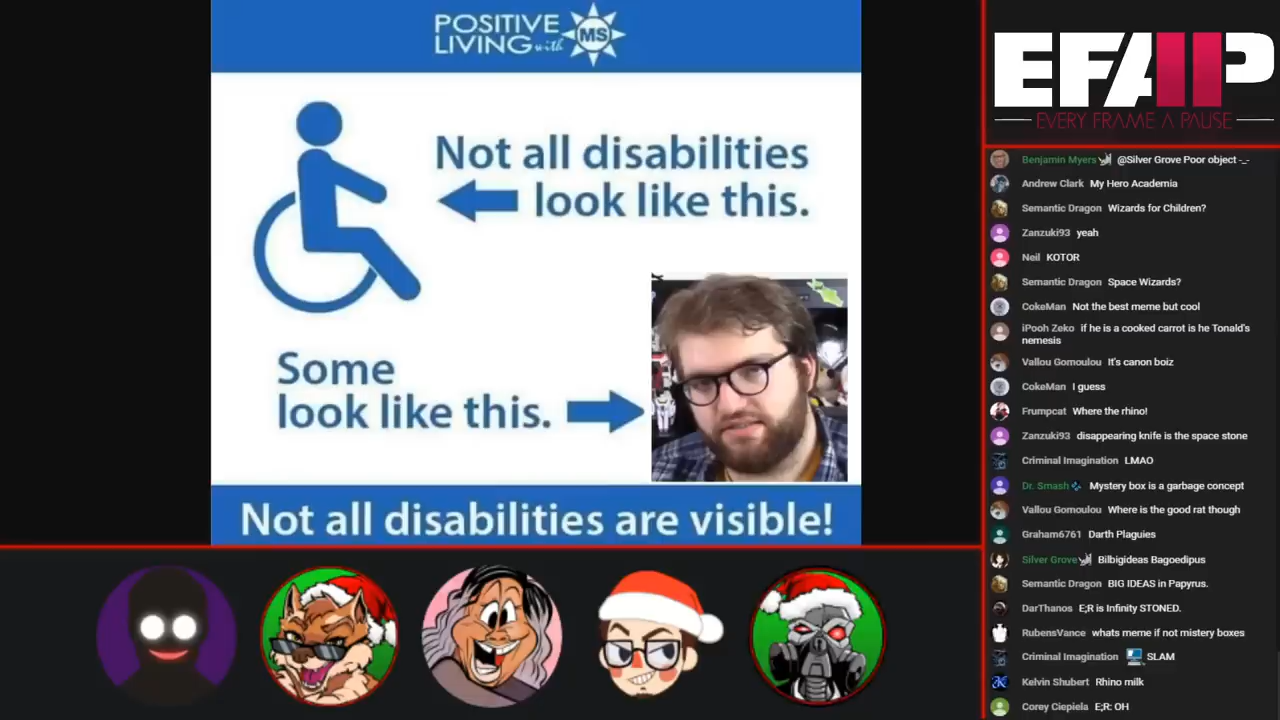 POSITIVE
LIVING with MS
Not all disabilities
look like this.
Some
look like this.
Not all disabilities are visible!
EFAP
EVERY FRAME A PAUSE
Benjamin Myers @Silver Grove Poor object -_-
Andrew Clark My Hero Academia
Semantic Dragon Wizards for Children?
Zanzuki93 yeah
Neil KOTOR
Semantic Dragon Space Wizards?
CokeMan Not the best meme but cool
iPooh Zeko if he is a cooked carrot is he Tonald's
nemesis
Vallou Gomoulou It's canon boiz
CokeMan I guess
Frumpcat Where the rhino!
Zanzuki93 disappearing knife is the space stone
Criminal Imagination LMAO
Dr. Smash Mystery box is a garbage concept
Vallou Gomoulou Where is the good rat though
Graham6761 Darth Plaguies
Silver Grove Bilbigideas Bagoedipus
Semantic Dragon BIG IDEAS in Papyrus.
DarThanos E;R is Infinity STONED.
RubensVance whats meme if not mistery boxes
Criminal Imagination SLAM
Kelvin Shubert Rhino milk
Corey Ciepiela E;R: OH